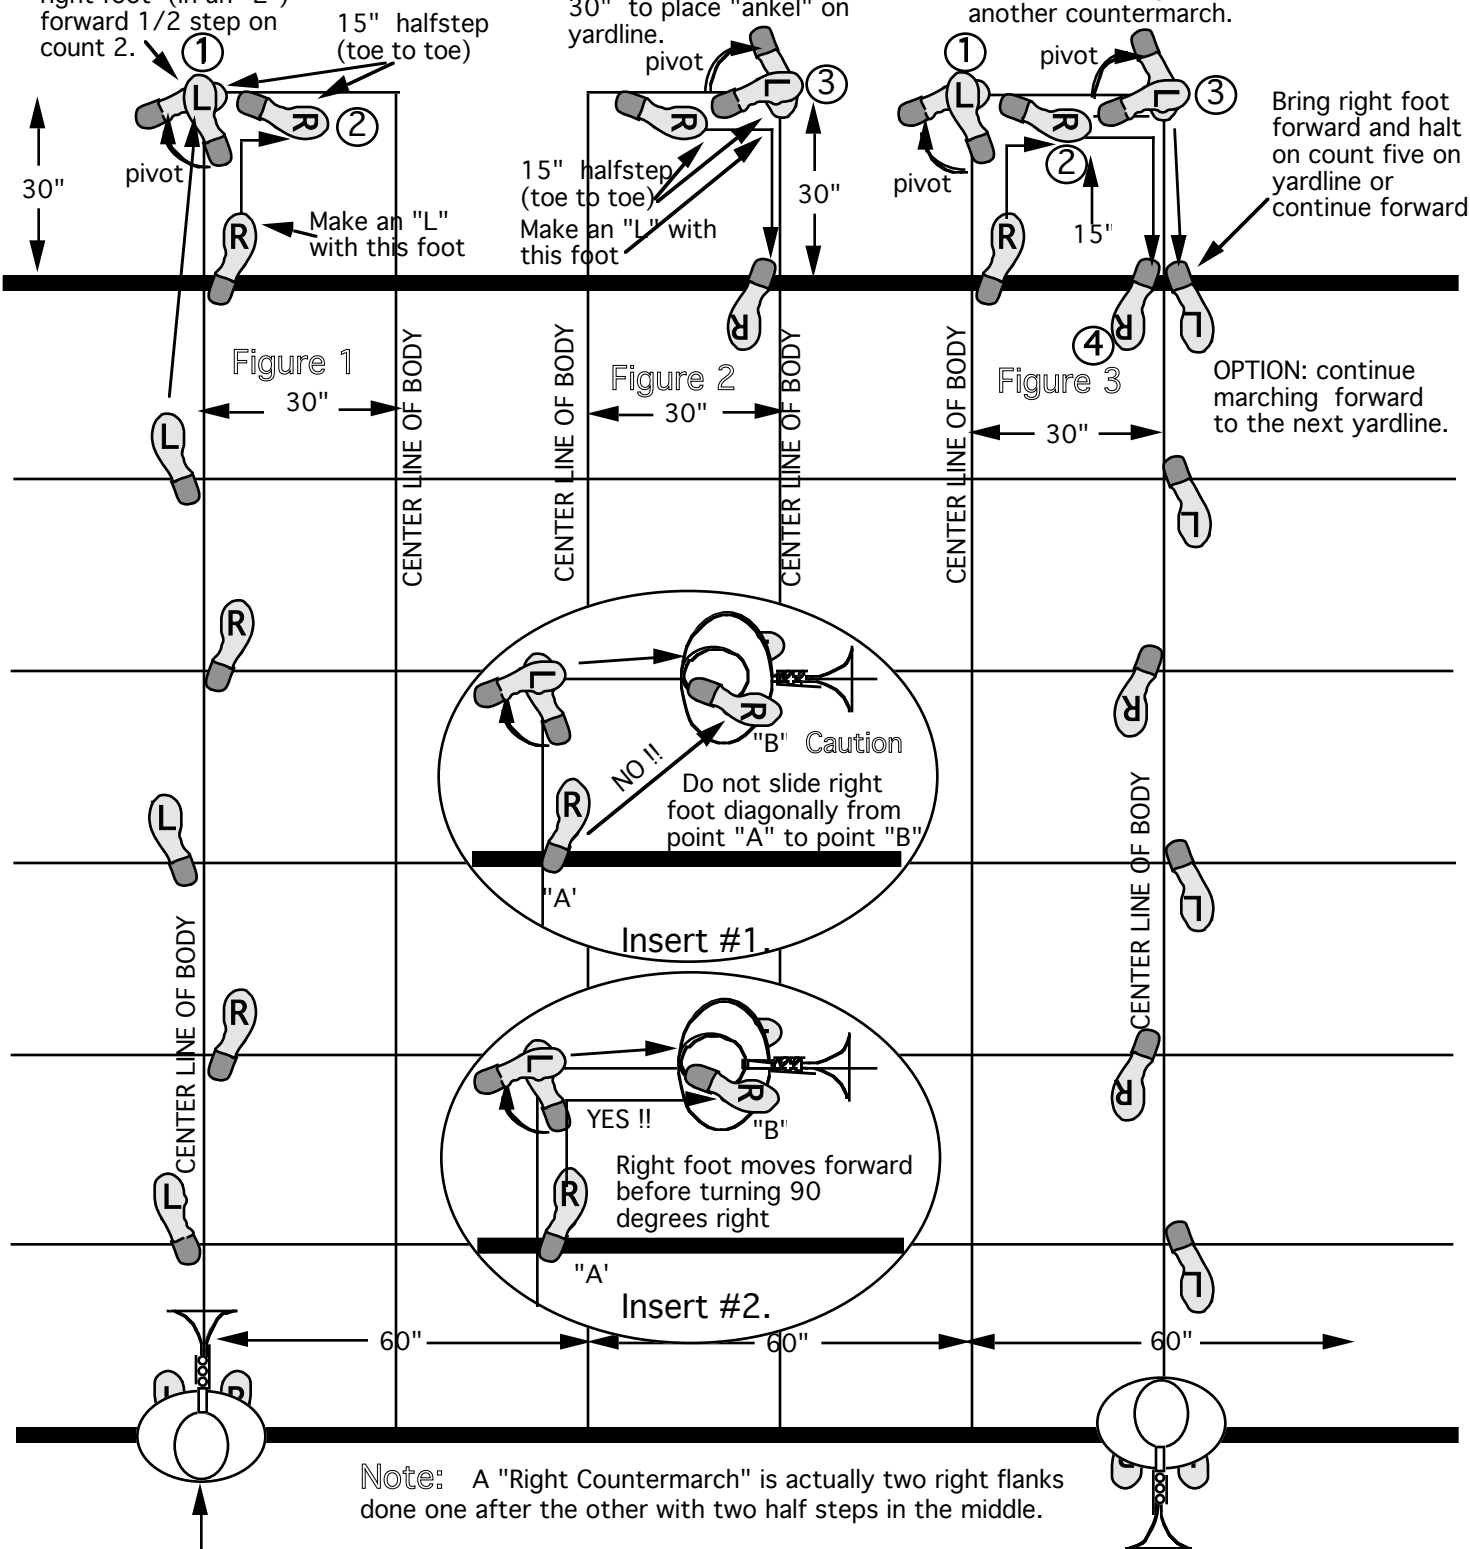 right foot (in an "L")
forward 1/2 step on
count 2.
1
15" halfstep
(toe to toe)
L
R
2
pivot
30"
R
Make an "L"
with this foot
30" to place "ankel" on
yardline.
pivot
L
3
R
15" halfstep
(toe to toe)
Make an "L" with
this foot
30"
R
another countermarch.
1
pivot
L
R
2
L
3
pivot
R
15"
Bring right foot
forward and halt
on count five on
yardline or
continue forward
4
R
L
Figure 1
30"
CENTER LINE OF BODY
CENTER LINE OF BODY
Figure 2
30"
CENTER LINE OF BODY
CENTER LINE OF BODY
Figure 3
30"
OPTION: continue
marching forward
to the next yardline.
L
L
R
R
L
L
R
R
L
L
CENTER LINE OF BODY
CENTER LINE OF BODY
L
R
NO !!
"B"
Caution
Do not slide right
foot diagonally from
point "A" to point "B"
R
"A'
Insert #1.
L
R
YES !!
"B"
Right foot moves forward
before turning 90
degrees right
R
"A'
Insert #2.
60"
60"
60"
L
R
Note: A "Right Countermarch" is actually two right flanks
done one after the other with two half steps in the middle.